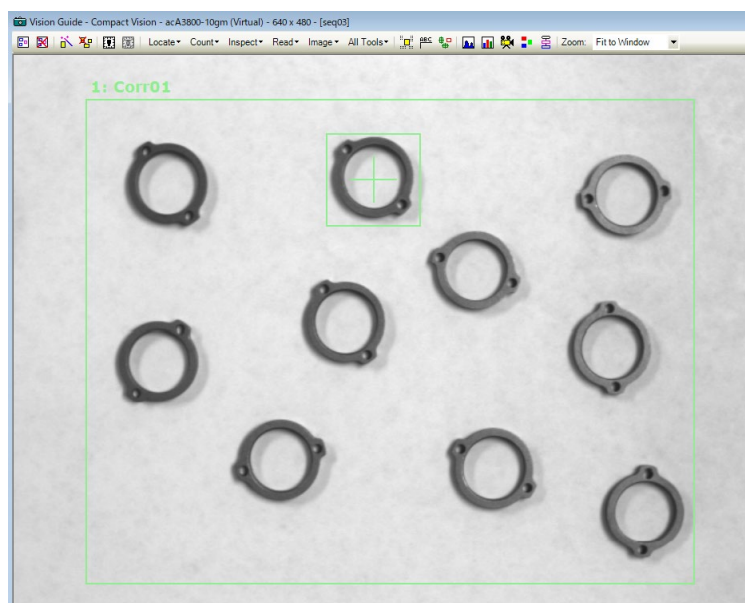 Vision Guide - Compact Vision - acA3800-10gm (Virtual) - 640 x 480 - [seq03]
Locate Count Inspect Read Image All Tools ABC Zoom: Fit to Window
1: Corr01